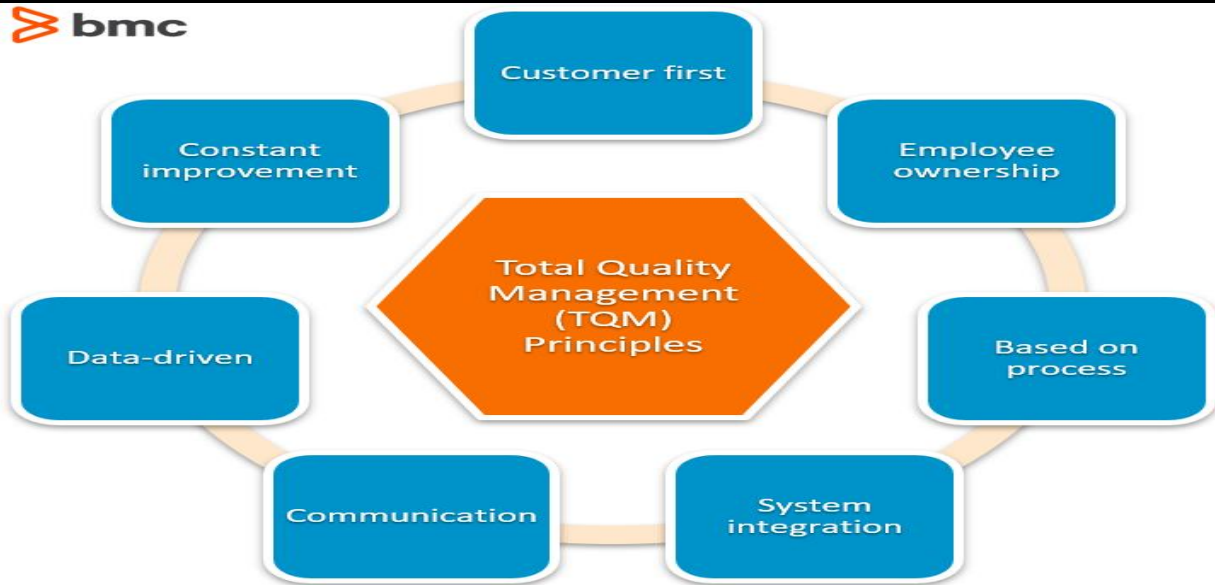 bmc
Customer first
Employee
ownership
Based on
process
System
integration
Communication
Data-driven
Constant
improvement
Total Quality
Management
(TQM)
Principles